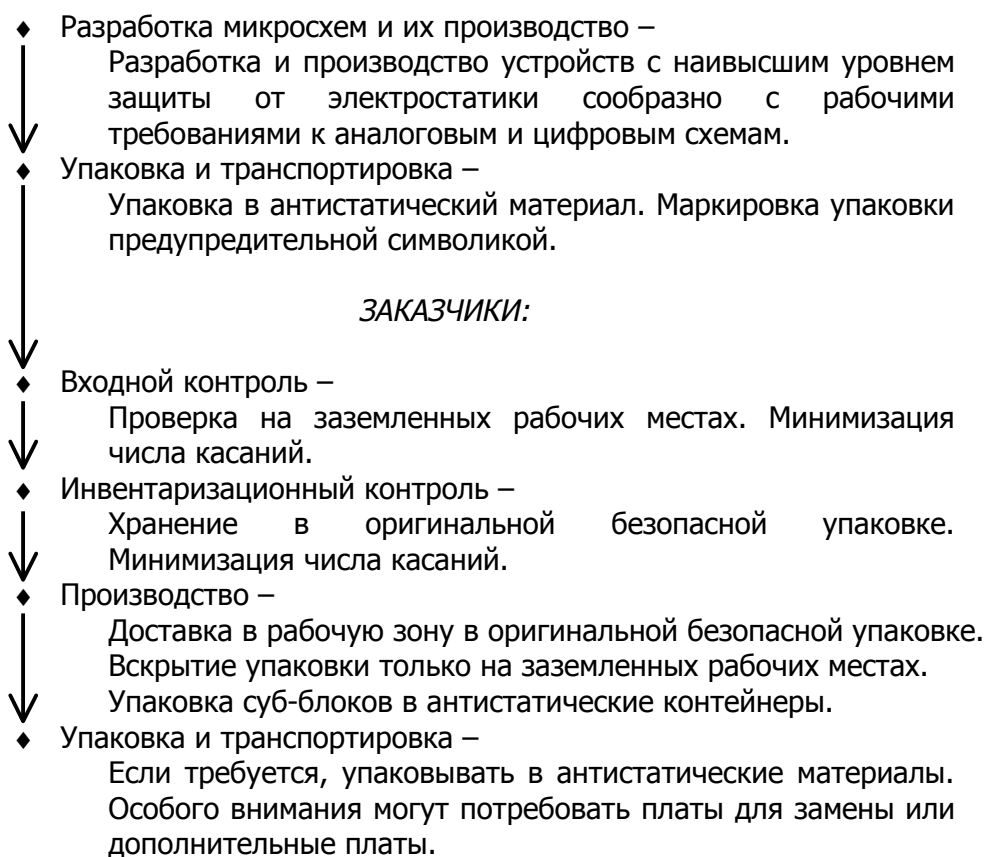 ♦ Разработка микросхем и их производство –
Разработка и производство устройств с наивысшим уровнем
защиты от электростатики сообразно с рабочими
требованиями к аналоговым и цифровым схемам.
♦ Упаковка и транспортировка –
Упаковка в антистатический материал. Маркировка упаковки
предупредительной символикой.
ЗАКАЗЧИКИ:
♦ Входной контроль –
Проверка на заземленных рабочих местах. Минимизация
числа касаний.
♦ Инвентаризационный контроль –
Хранение в оригинальной безопасной упаковке.
Минимизация числа касаний.
♦ Производство –
Доставка в рабочую зону в оригинальной безопасной упаковке.
Вскрытие упаковки только на заземленных рабочих местах.
Упаковка суб-блоков в антистатические контейнеры.
♦ Упаковка и транспортировка –
Если требуется, упаковывать в антистатические материалы.
Особого внимания могут потребовать платы для замены или
дополнительные платы.